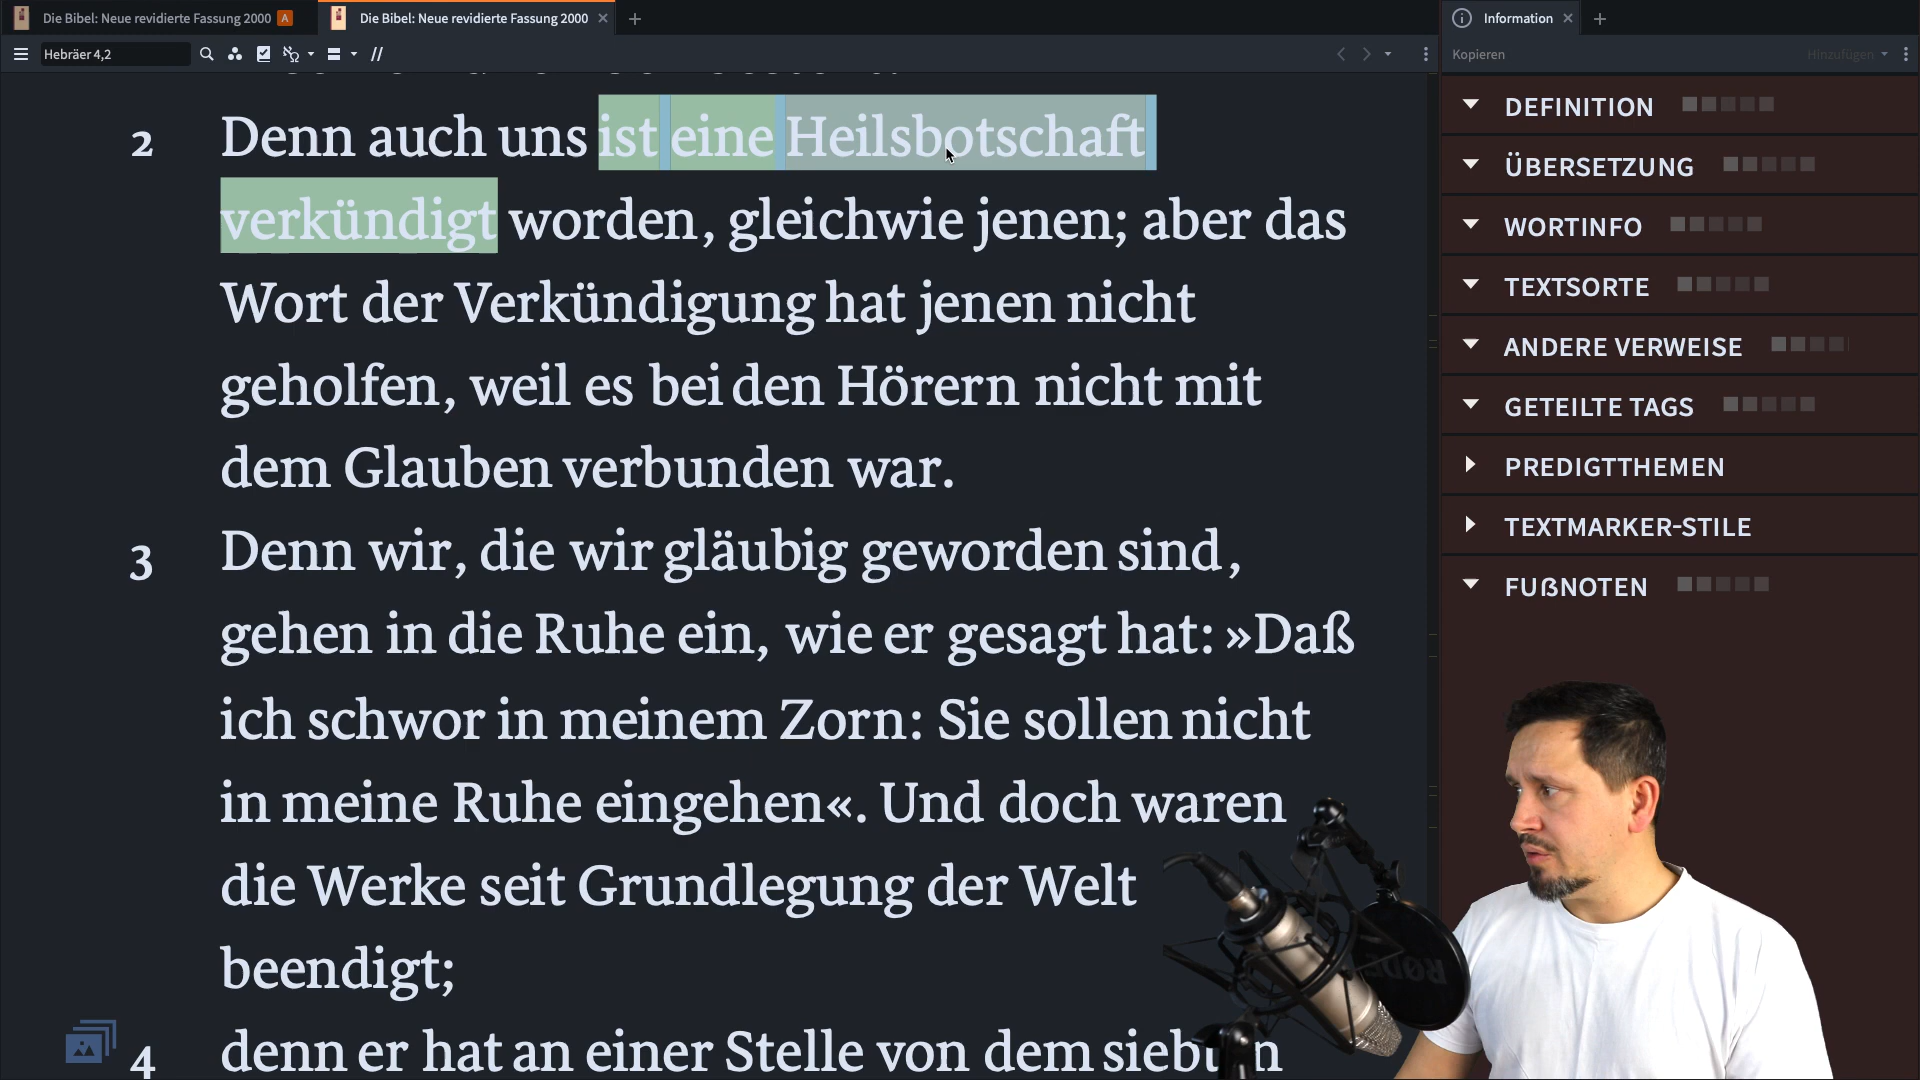 Die Bibel: Neue revidierte Fassung 2000 A
Die Bibel: Neue revidierte Fassung 2000
Information
Hebräer 4,2
Kopieren
Hinzufügen
2 Denn auch uns ist eine Heilsbotschaft
verkündigt worden, gleichwie jenen; aber das
Wort der Verkündigung hat jenen nicht
geholfen, weil es bei den Hörern nicht mit
dem Glauben verbunden war.
3 Denn wir, die wir gläubig geworden sind,
gehen in die Ruhe ein, wie er gesagt hat: »Daß
ich schwor in meinem Zorn: Sie sollen nicht
in meine Ruhe eingehen«. Und doch waren
die Werke seit Grundlegung der Welt
beendigt;
4 denn er hat an einer Stelle von dem
DEFINITION
ÜBERSETZUNG
WORTINFO
TEXTSORTE
ANDERE VERWEISE
GETEILTE TAGS
PREDIGTTHEMEN
TEXTMARKER-STILE
FUßNOTEN
RØDE